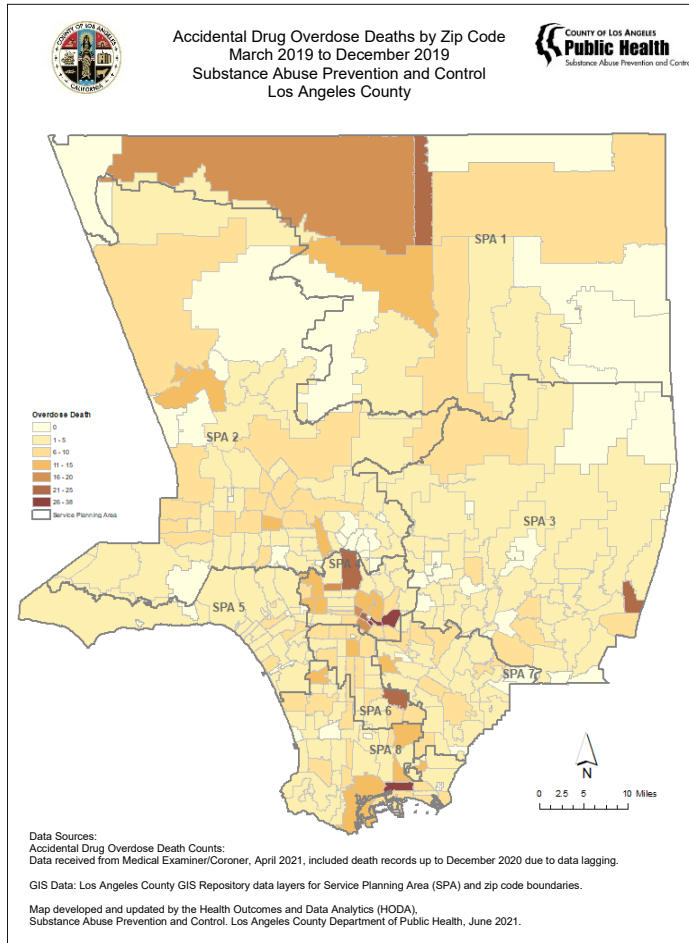 COUNTY OF LOS ANGELES
CALIFORNIA
Accidental Drug Overdose Deaths by Zip Code
March 2019 to December 2019
Substance Abuse Prevention and Control
Los Angeles County
COUNTY OF LOS ANGELES
Public Health
Substance Abuse Prevention and Contro
SPA 1
Overdose Death
0
1 - 5
6 - 10
11 - 15
16 - 20
21 - 25
26 - 38
Service Planning Area
SPA 2
SPA 3
SPA 4
SPA 5
SPA 7
SPA 6
SPA 8
N
0 2.5 5 10 Miles
Data Sources:
Accidental Drug Overdose Death Counts:
Data received from Medical Examiner/Coroner, April 2021, included death records up to December 2020 due to data lagging.
GIS Data: Los Angeles County GIS Repository data layers for Service Planning Area (SPA) and zip code boundaries.
Map developed and updated by the Health Outcomes and Data Analytics (HODA),
Substance Abuse Prevention and Control. Los Angeles County Department of Public Health, June 2021.